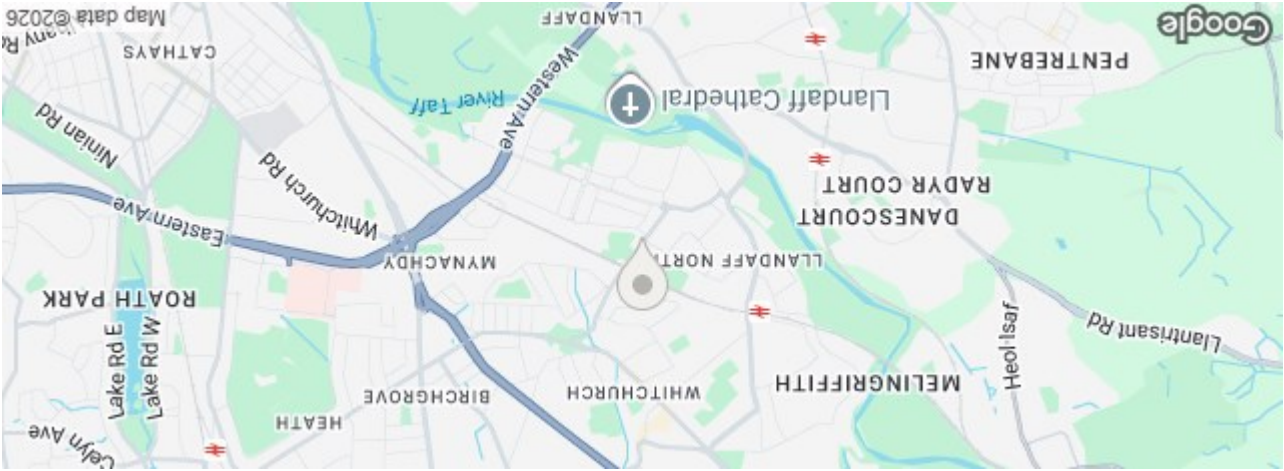 Celyn Ave
HEATH
WHITCHURCH
BIRCHGROVE
MELINGRIFFITH
Heol Isaf
Lake Rd W
Lake Rd E
Llantrisant Rd
ROATH PARK
LLANDAFF NORTH
MYNACHDY
Eastern Ave
DANESCOURT
RADYR COURT
Whitchurch Rd
Ninian Rd
Llandaff Cathedral
River Taff
Western Ave
PENTREBANE
CATHAYS
Google
LLANDAFF
Map data ©2026